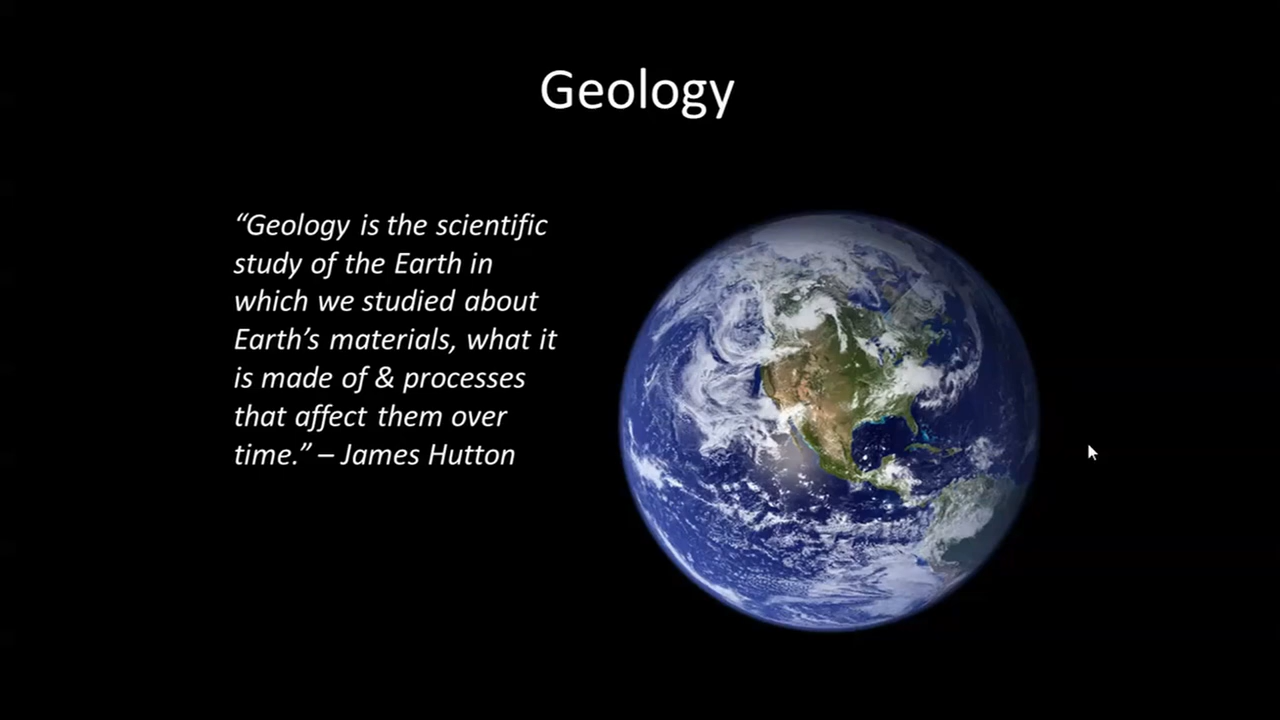 Geology
“Geology is the scientific
study of the Earth in
which we studied about
Earth’s materials, what it
is made of & processes
that affect them over
time.” – James Hutton